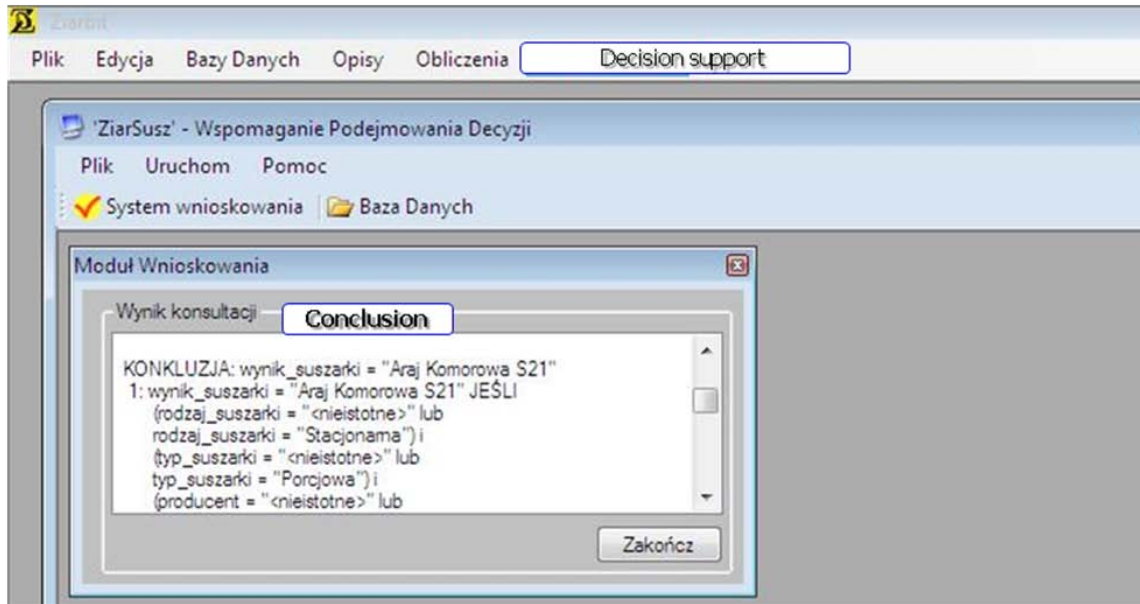 Ziarbit
Plik Edycja Bazy Danych Opisy Obliczenia Decision support
'ZiarSusz' - Wspomaganie Podejmowania Decyzji
Plik Uruchom Pomoc
System wnioskowania Baza Danych
Moduł Wnioskowania
Wynik konsultacji Conclusion
KONKLUZJA: wynik_suszarki = "Araj Komorowa S21"
1: wynik_suszarki = "Araj Komorowa S21" JEŚLI
(rodzaj_suszarki = "<nieistotne>" lub
rodzaj_suszarki = "Stacjonarna") i
(typ_suszarki = "<nieistotne>" lub
typ_suszarki = "Porcjowa") i
(producent = "<nieistotne>" lub
Zakończ